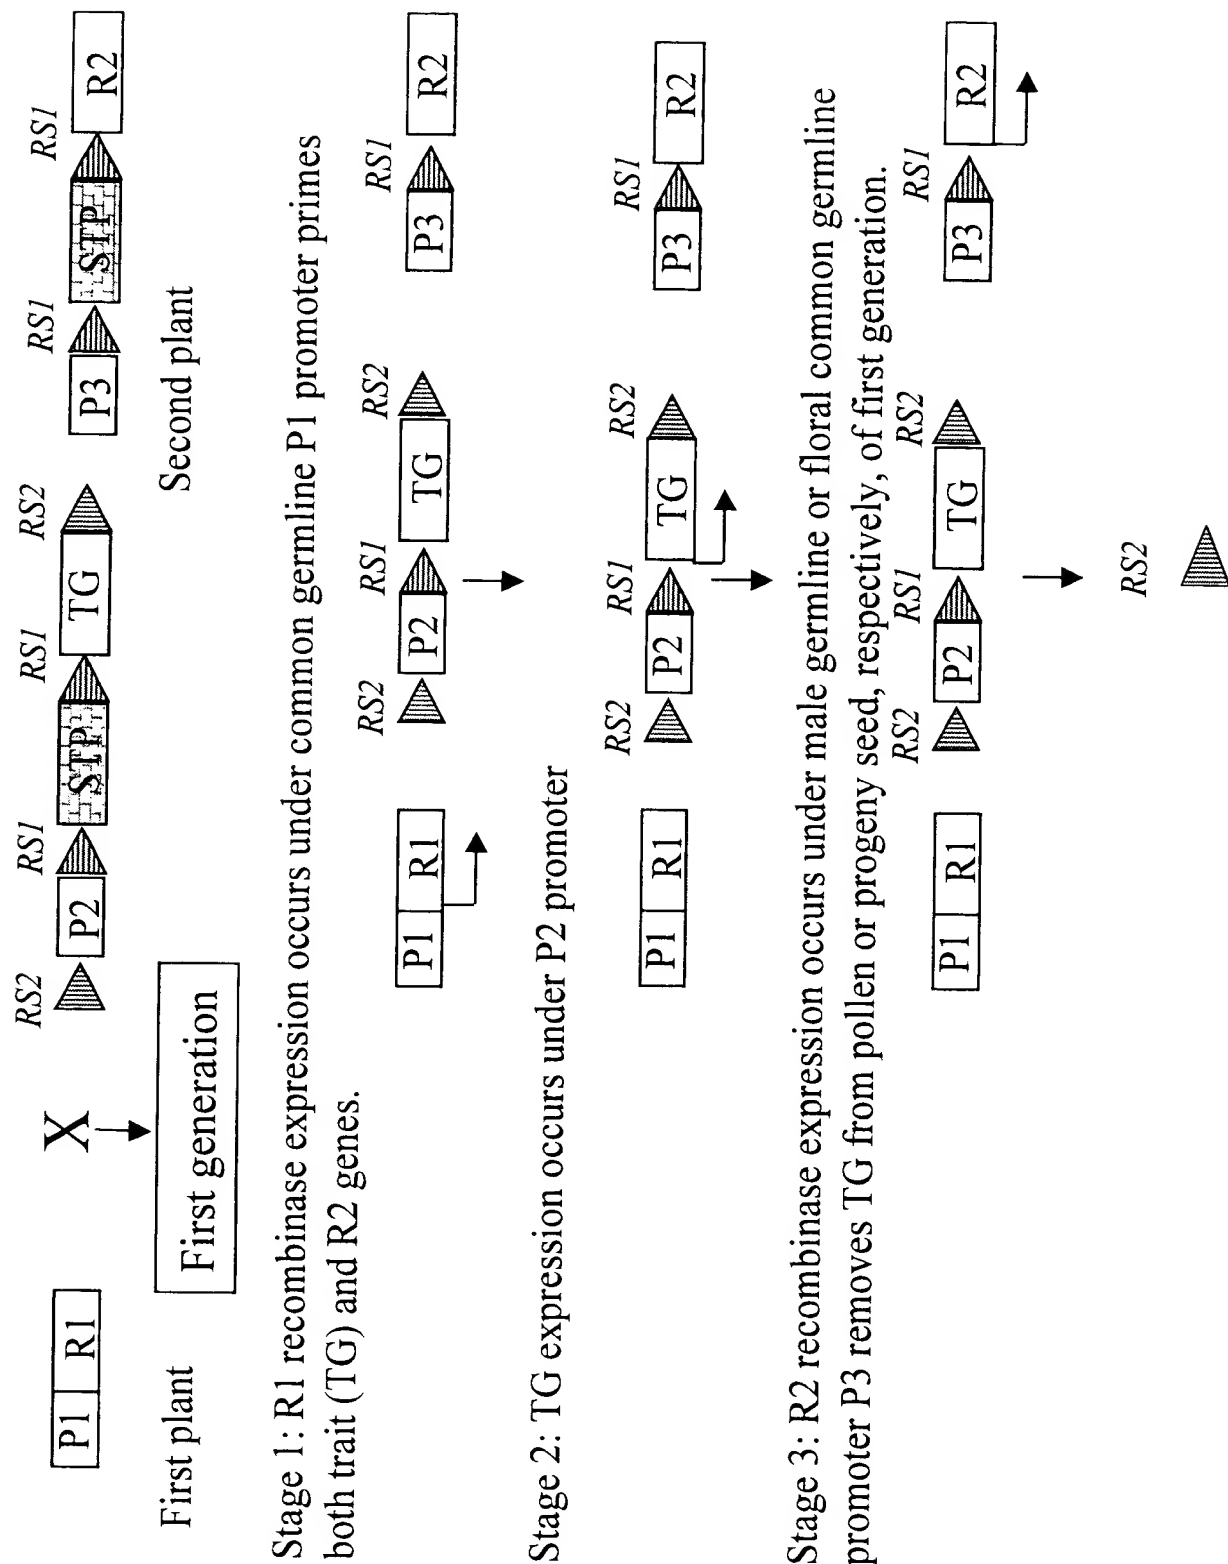 RS2 RS1 RS1 RS2 RS1 RS1
P1 R1 X P2 STP TG P3 STP R2
First plant First generation Second plant
Stage 1: R1 recombinase expression occurs under common germline P1 promoter primes
both trait (TG) and R2 genes.
RS2 RS1 RS2 RS1
P1 R1 P2 TG P3 R2
Stage 2: TG expression occurs under P2 promoter
RS2 RS1 RS2 RS1
P1 R1 P2 TG P3 R2
Stage 3: R2 recombinase expression occurs under male germline or floral common germline
promoter P3 removes TG from pollen or progeny seed, respectively, of first generation.
RS2 RS1 RS2 RS1
P1 R1 P2 TG P3 R2
RS2